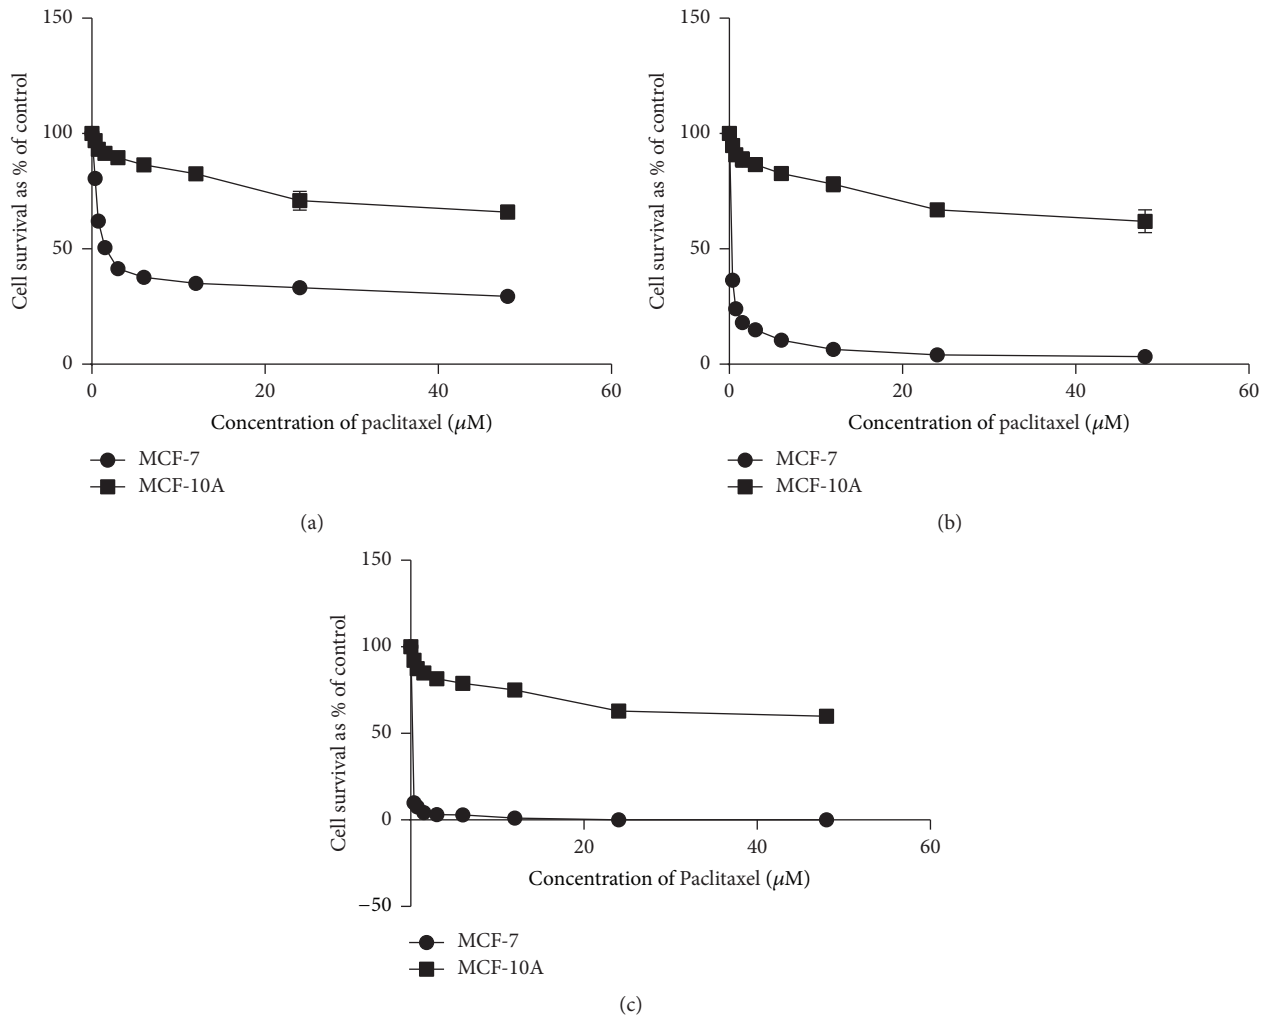 150
100
50
0
Cell survival as % of control
0
20
40
60
Concentration of paclitaxel (μM)
MCF-7
MCF-10A
(a)
150
100
50
0
Cell survival as % of control
0
20
40
60
Concentration of paclitaxel (μM)
MCF-7
MCF-10A
(b)
150
100
50
0
−50
Cell survival as % of control
20
40
60
Concentration of Paclitaxel (μM)
MCF-7
MCF-10A
(c)